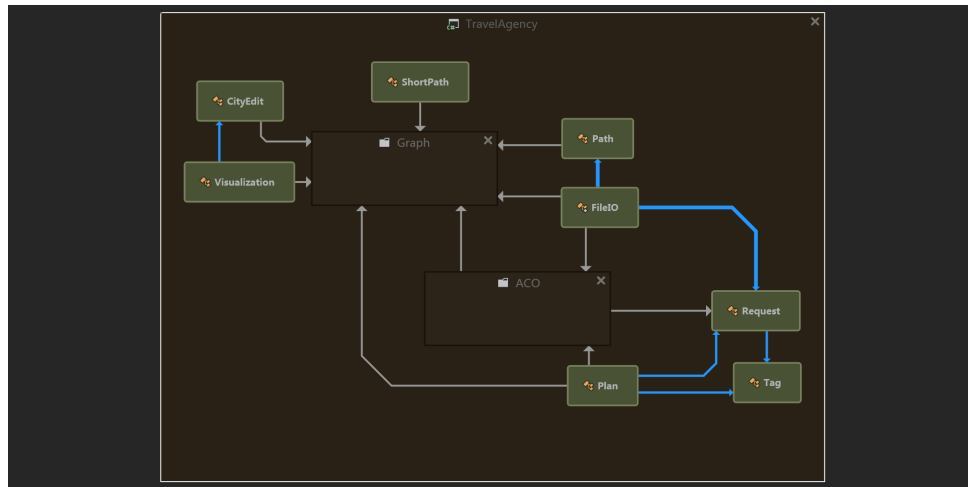 TravelAgency
ShortPath
CityEdit
Graph
Path
Visualization
FileIO
ACO
Request
Plan
Tag